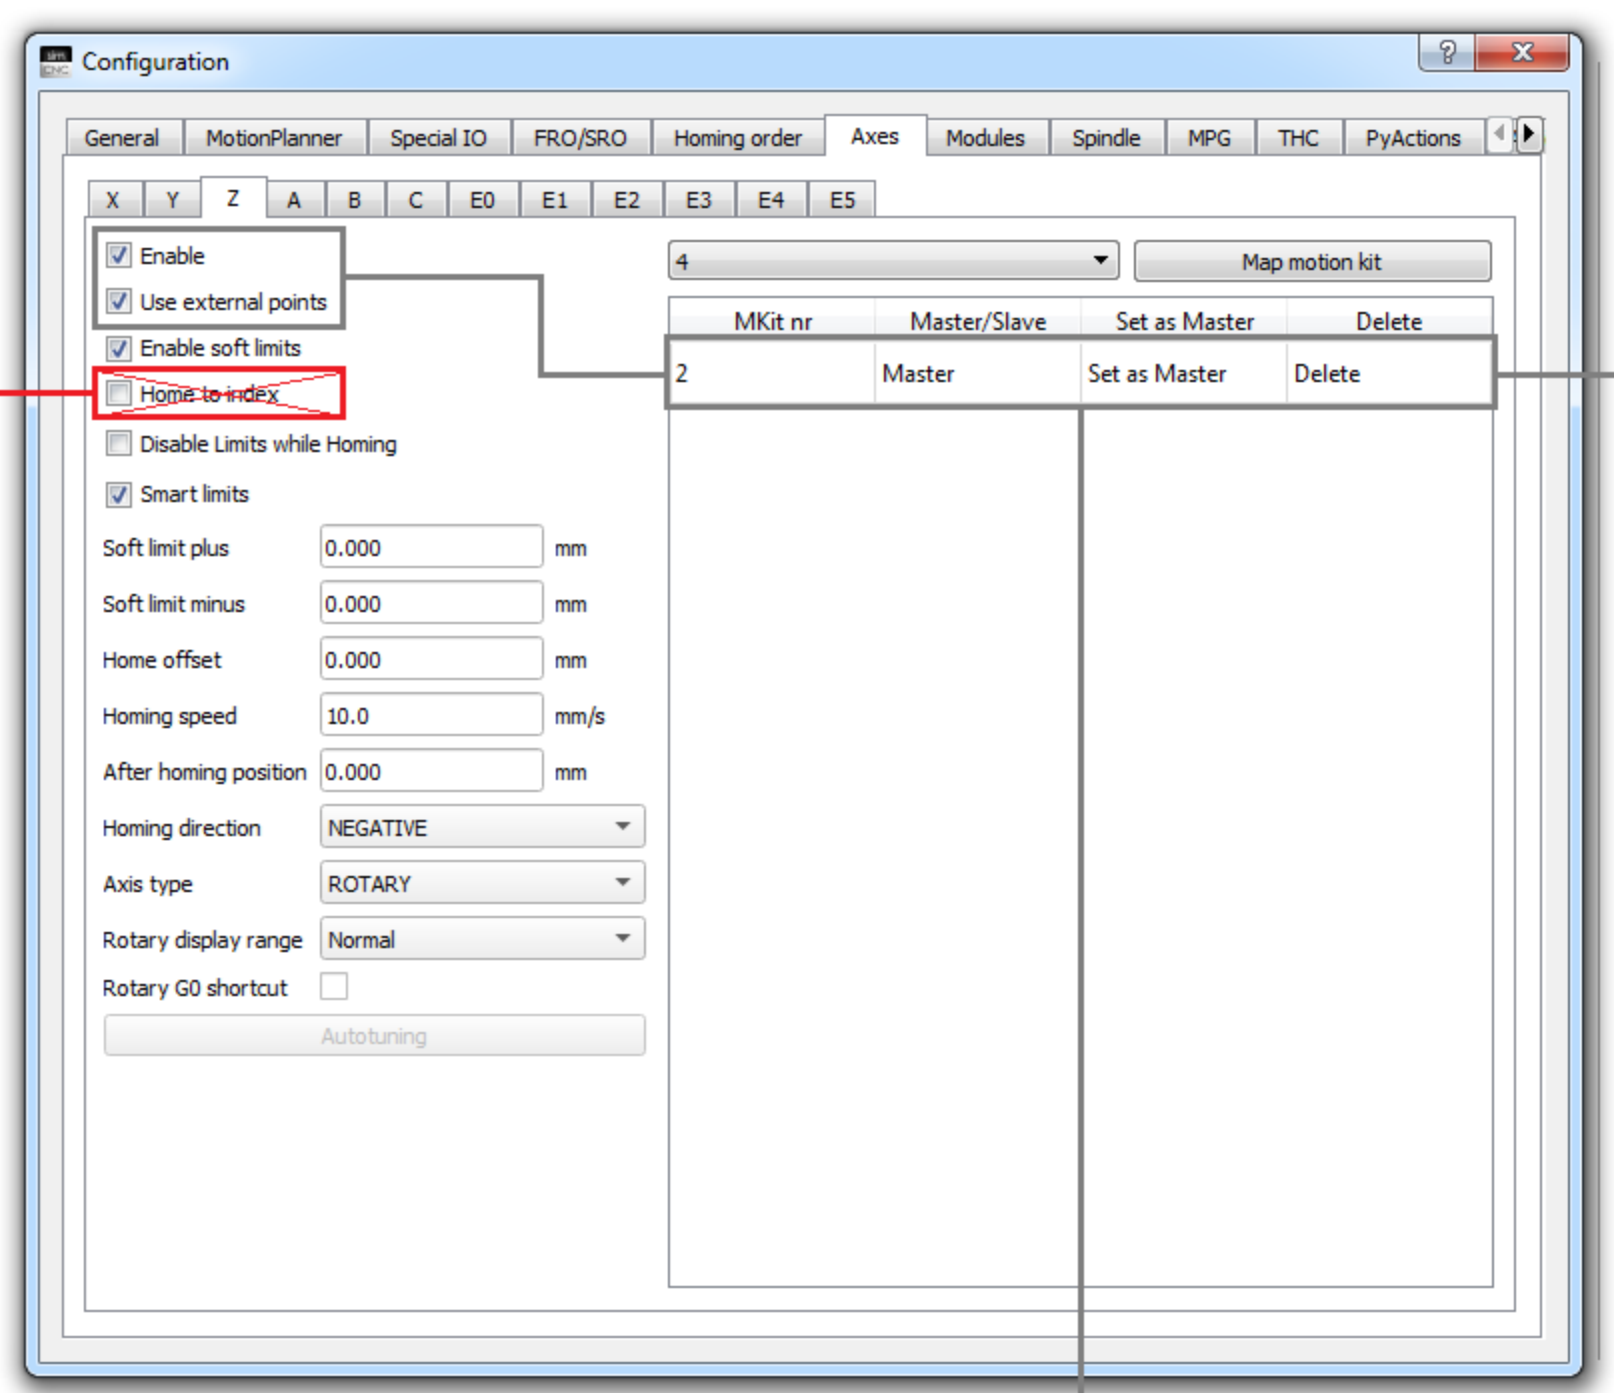 sim
CNC
Configuration
General MotionPlanner Special IO FRO/SRO Homing order Axes Modules Spindle MPG THC PyActions
X Y Z A B C E0 E1 E2 E3 E4 E5
Enable
Use external points
Enable soft limits
Home to index
Disable Limits while Homing
Smart limits
Soft limit plus 0.000 mm
Soft limit minus 0.000 mm
Home offset 0.000 mm
Homing speed 10.0 mm/s
After homing position 0.000 mm
Homing direction NEGATIVE
Axis type ROTARY
Rotary display range Normal
Rotary G0 shortcut
Autotuning
4 Map motion kit
MKit nr Master/Slave Set as Master Delete
2 Master Set as Master Delete